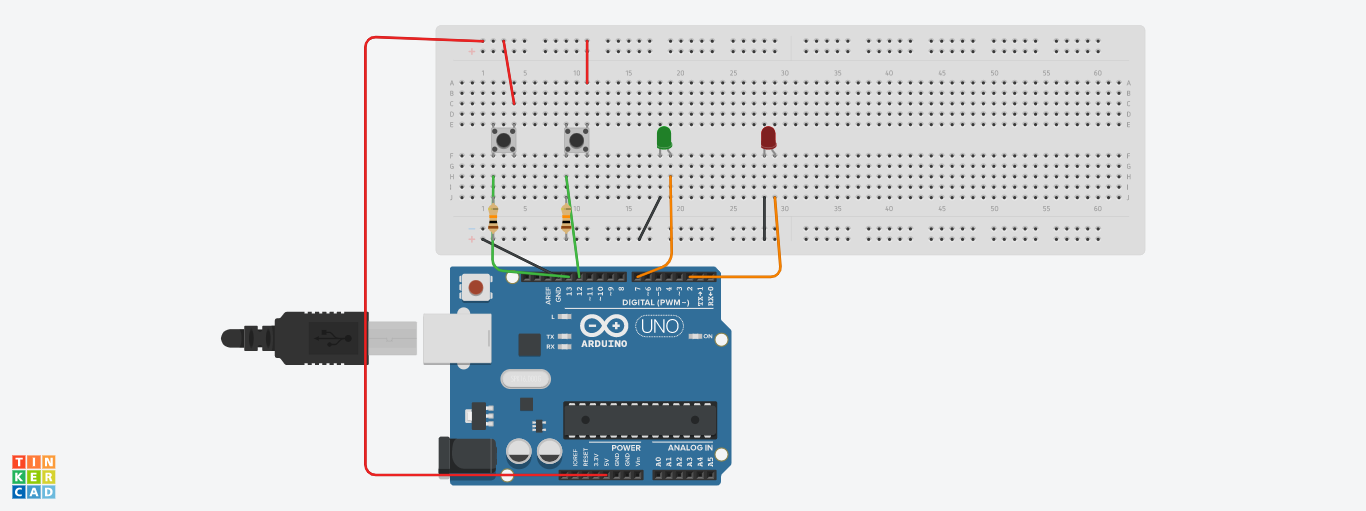 1 5 10 15 20 25 30 35 40 45 50 55 60
A A
B B
C C
D D
E E
F F
G G
H H
I I
J J
1 5 10 15 20 25 30 35 40 45 50 55 60
AREF
GND
13
12
~11
~10
~9
8
7
~6
~5
4
~3
2
TX→1
RX←0
DIGITAL (PWM~)
L
TX
RX
UNO
ARDUINO
ON
POWER
ANALOG IN
IOREF
RESET
3.3V
5V
GND
GND
Vin
A0
A1
A2
A3
A4
A5
TIN
KER
CAD